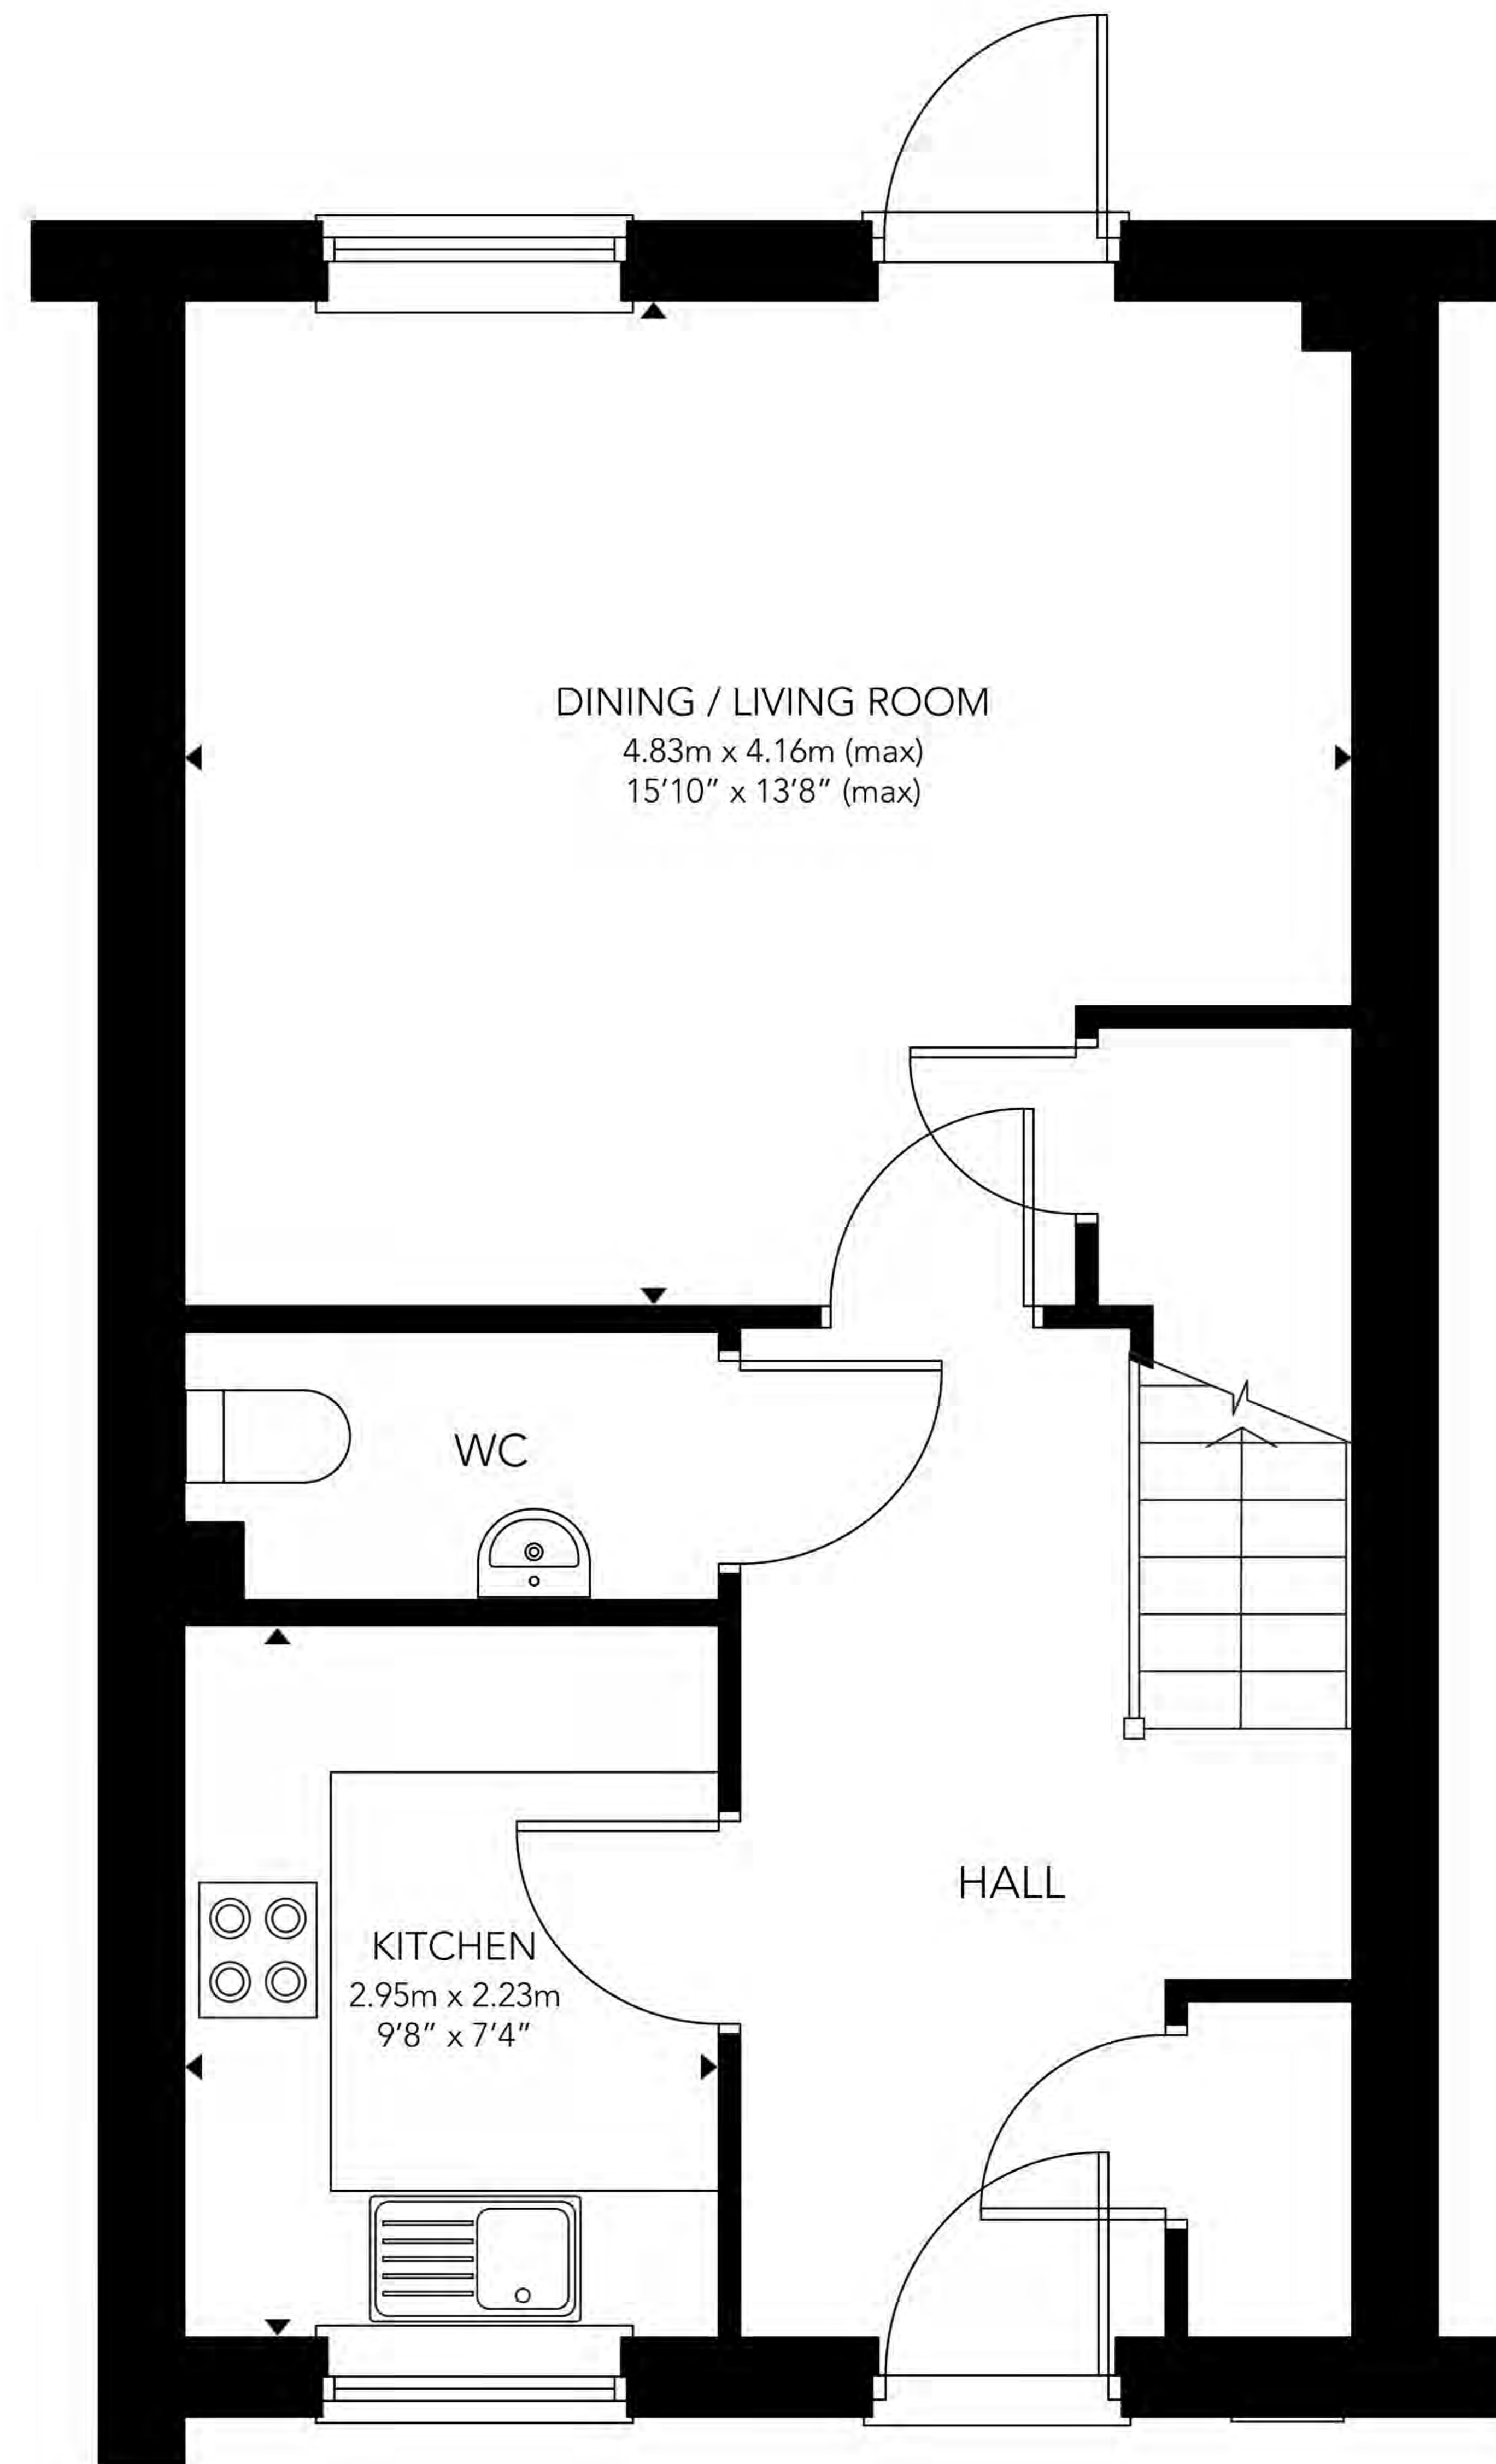 DINING / LIVING ROOM
4.83m x 4.16m (max)
15’10” x 13’8” (max)
WC
HALL
KITCHEN
2.95m x 2.23m
9’8” x 7’4”